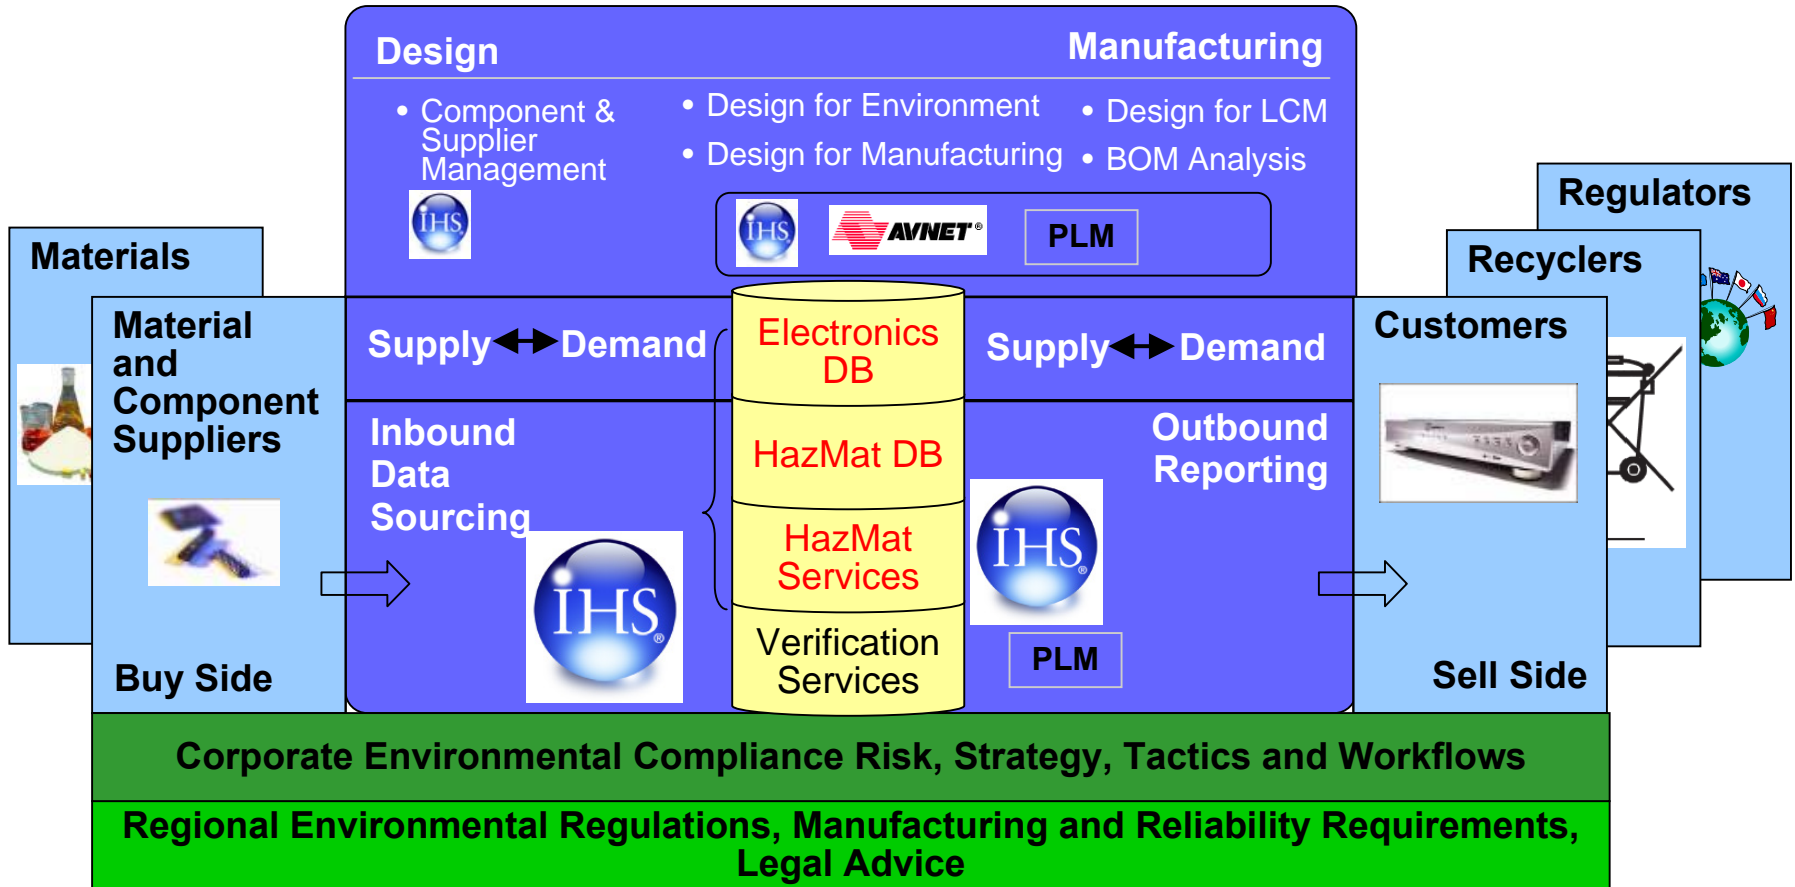 Design
Manufacturing
• Component &
Supplier
Management
• Design for Environment
• Design for Manufacturing
• Design for LCM
• BOM Analysis
IHS
IHS
AVNET®
PLM
Materials
Material
and
Component
Suppliers
Buy Side
Supply
Demand
Inbound
Data
Sourcing
IHS®
Electronics
DB
HazMat DB
HazMat
Services
Verification
Services
Supply
Demand
Outbound
Reporting
IHS®
PLM
Regulators
Recyclers
Customers
Sell Side
Corporate Environmental Compliance Risk, Strategy, Tactics and Workflows
Regional Environmental Regulations, Manufacturing and Reliability Requirements,
Legal Advice